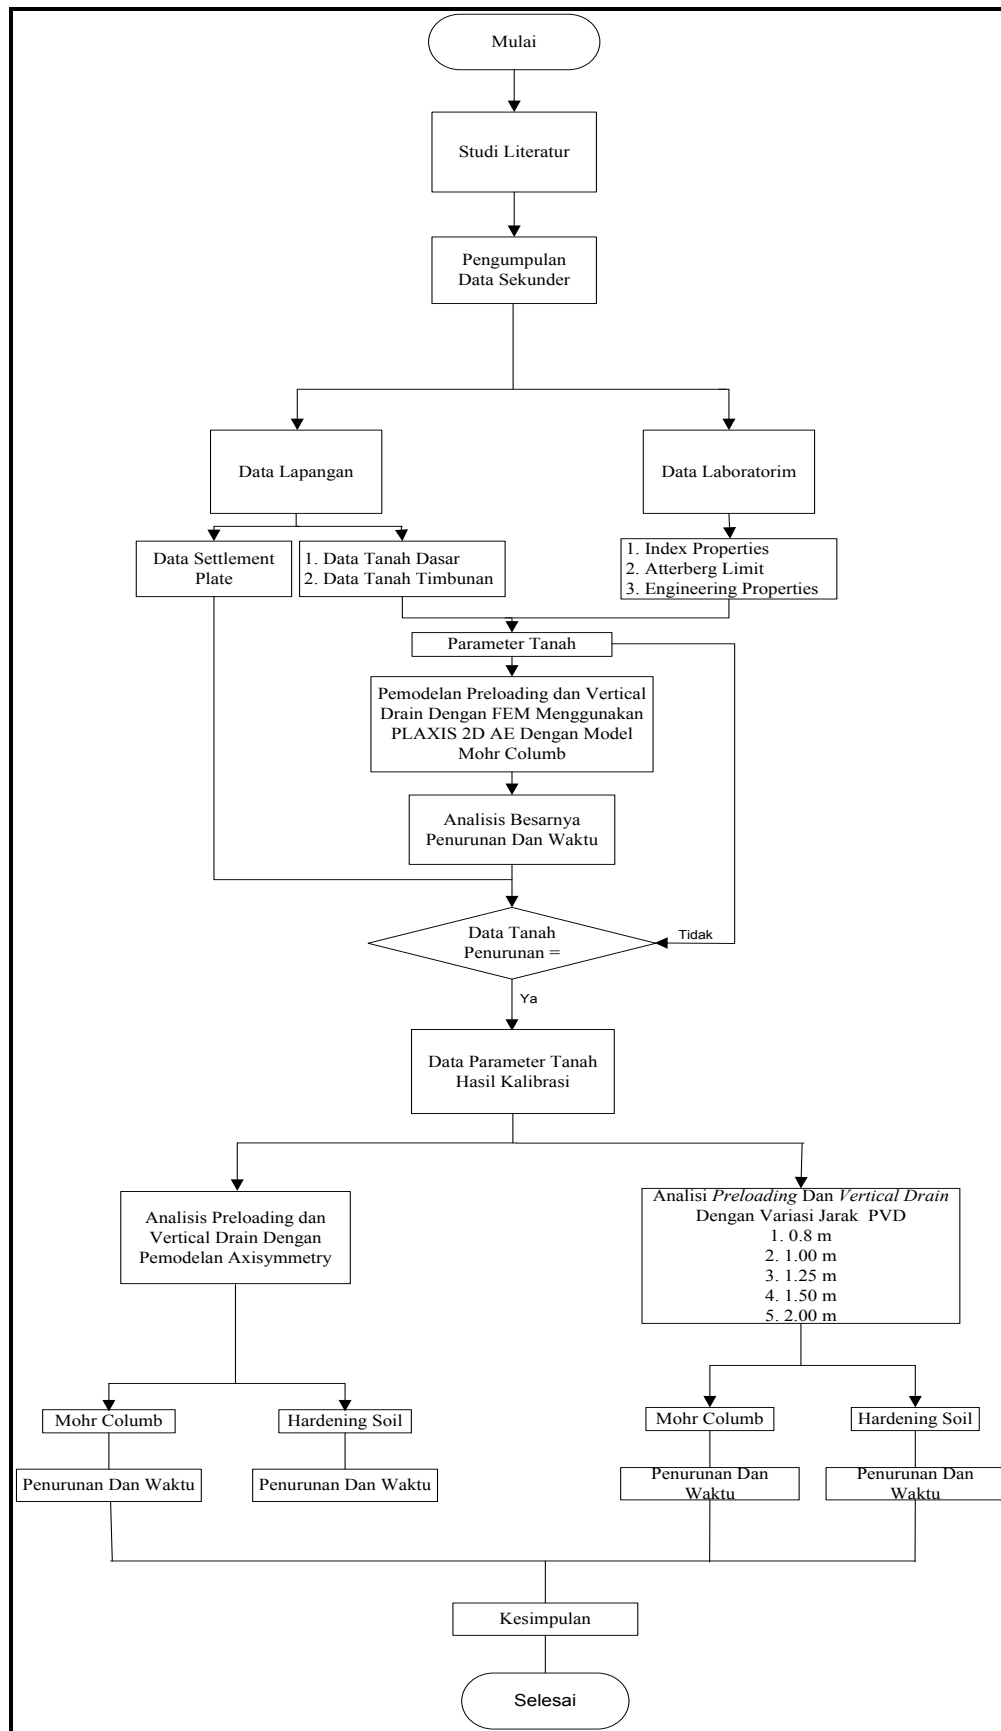 Mulai
Studi Literatur
Pengumpulan
Data Sekunder
Data Lapangan
Data Laboratorim
Data Settlement
Plate
1. Data Tanah Dasar
2. Data Tanah Timbunan
1. Index Properties
2. Atterberg Limit
3. Engineering Properties
Parameter Tanah
Pemodelan Preloading dan Vertical
Drain Dengan FEM Menggunakan
PLAXIS 2D AE Dengan Model
Mohr Columb
Analisis Besarnya
Penurunan Dan Waktu
Data Tanah
Penurunan =
Tidak
Ya
Data Parameter Tanah
Hasil Kalibrasi
Analisis Preloading dan
Vertical Drain Dengan
Pemodelan Axisymmetry
Analisi Preloading Dan Vertical Drain
Dengan Variasi Jarak PVD
1. 0.8 m
2. 1.00 m
3. 1.25 m
4. 1.50 m
5. 2.00 m
Mohr Columb
Hardening Soil
Mohr Columb
Hardening Soil
Penurunan Dan Waktu
Penurunan Dan Waktu
Penurunan Dan
Waktu
Penurunan Dan
Waktu
Kesimpulan
Selesai